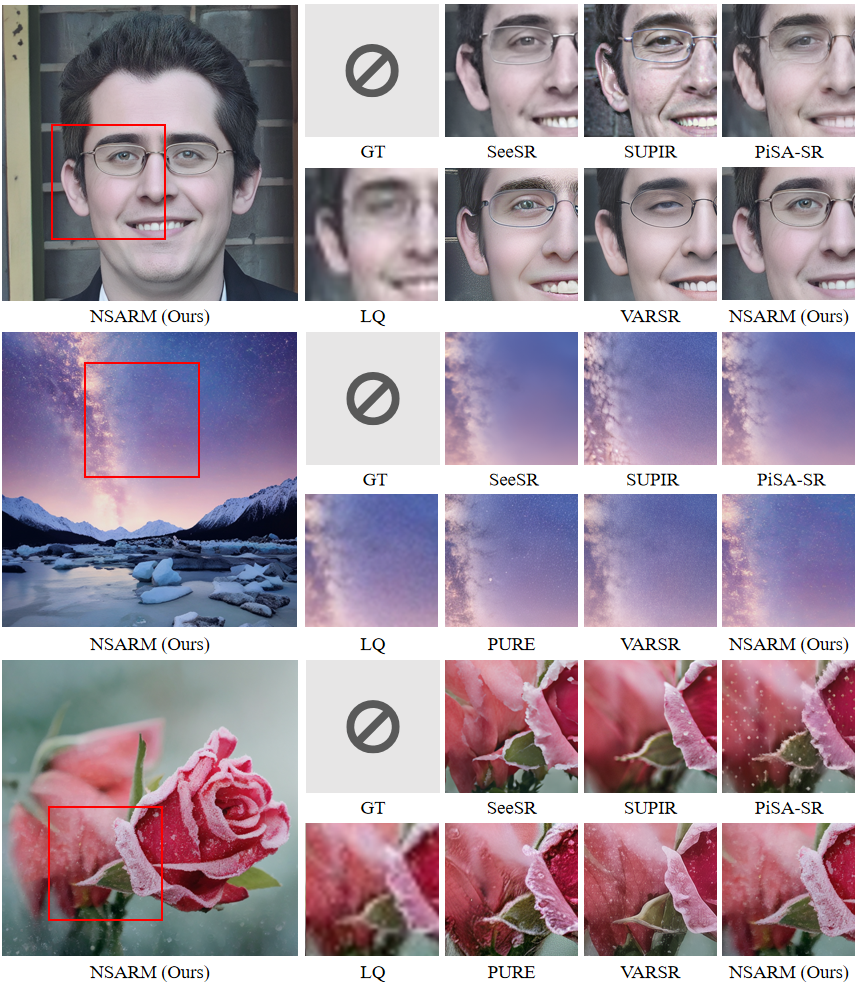 GT SeeSR SUPIR PiSA-SR
NSARM (Ours) LQ VARSR NSARM (Ours)
GT SeeSR SUPIR PiSA-SR
NSARM (Ours) LQ PURE VARSR NSARM (Ours)
GT SeeSR SUPIR PiSA-SR
NSARM (Ours) LQ PURE VARSR NSARM (Ours)